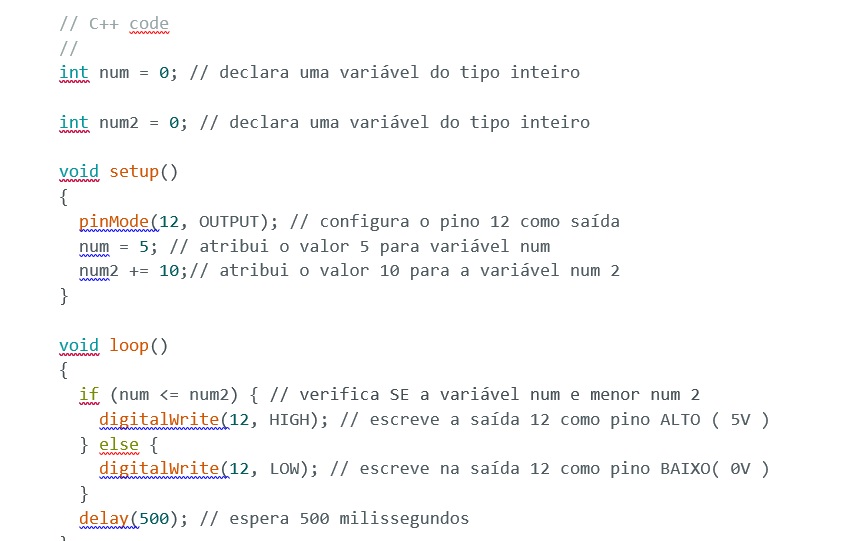 // C++ code
//
int num = 0; // declara uma variável do tipo inteiro
int num2 = 0; // declara uma variável do tipo inteiro
void setup()
{
pinMode(12, OUTPUT); // configura o pino 12 como saída
num = 5; // atribui o valor 5 para variável num
num2 += 10;// atribui o valor 10 para a variável num 2
}
void loop()
{
if (num <= num2) { // verifica SE a variável num e menor num 2
digitalWrite(12, HIGH); // escreve a saída 12 como pino ALTO ( 5V )
} else {
digitalWrite(12, LOW); // escreve na saída 12 como pino BAIXO( 0V )
}
delay(500); // espera 500 milissegundos
}